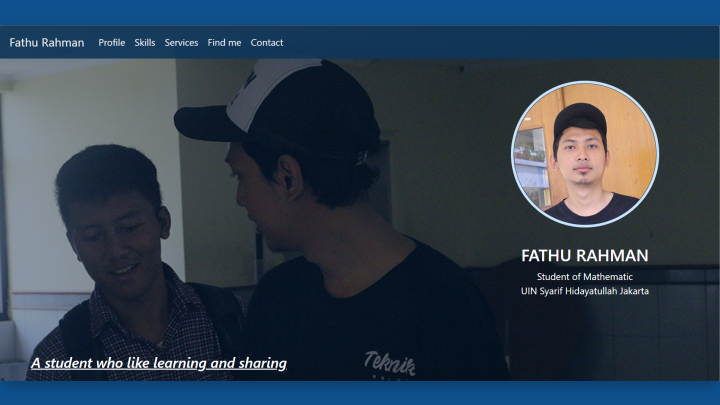 Fathu Rahman Profile Skills Services Find me Contact
FATHU RAHMAN
Student of Mathematic
UIN Syarif Hidayatullah Jakarta
A student who like learning and sharing
Teknik